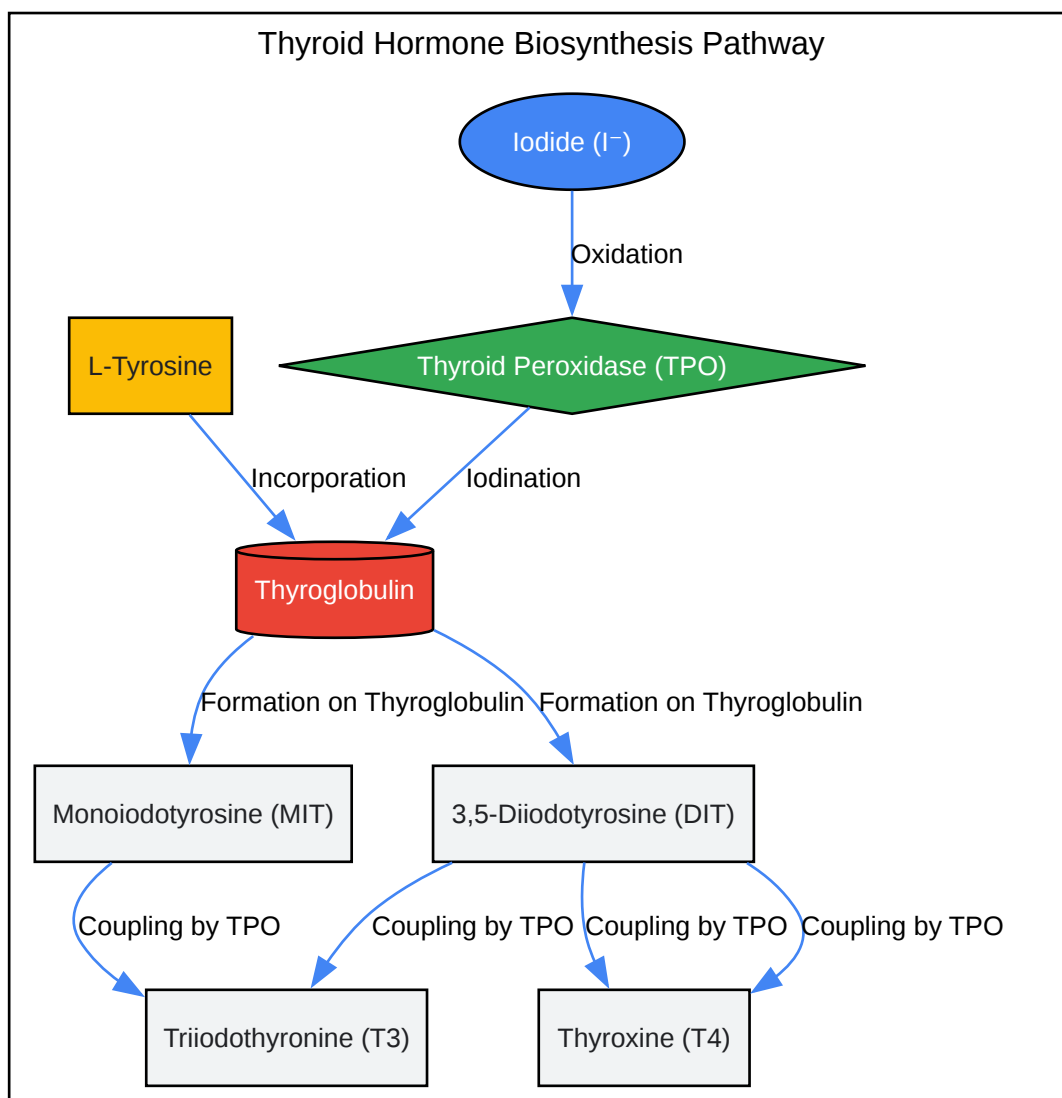 Thyroid Hormone Biosynthesis Pathway
Iodide (I⁻)
Oxidation
L-Tyrosine
Thyroid Peroxidase (TPO)
Incorporation
Iodination
Thyroglobulin
Formation on Thyroglobulin
Formation on Thyroglobulin
Monoiodotyrosine (MIT)
3,5-Diiodotyrosine (DIT)
Coupling by TPO
Coupling by TPO
Coupling by TPO
Coupling by TPO
Triiodothyronine (T3)
Thyroxine (T4)